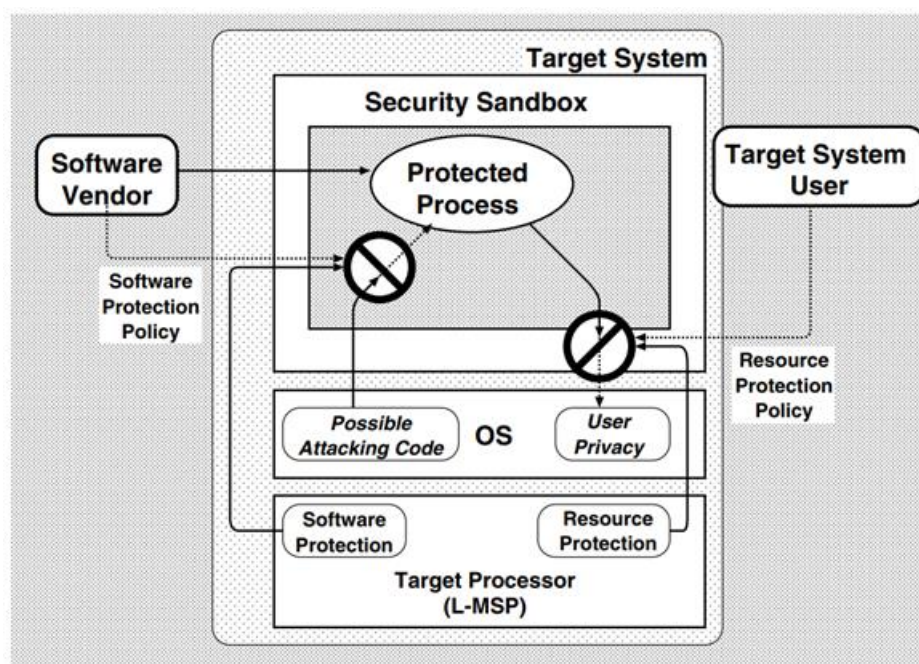 Target System
Security Sandbox
Software
Vendor
Protected
Process
Target System
User
Software
Protection
Policy
Resource
Protection
Policy
Possible
Attacking Code
OS
User
Privacy
Software
Protection
Resource
Protection
Target Processor
(L-MSP)